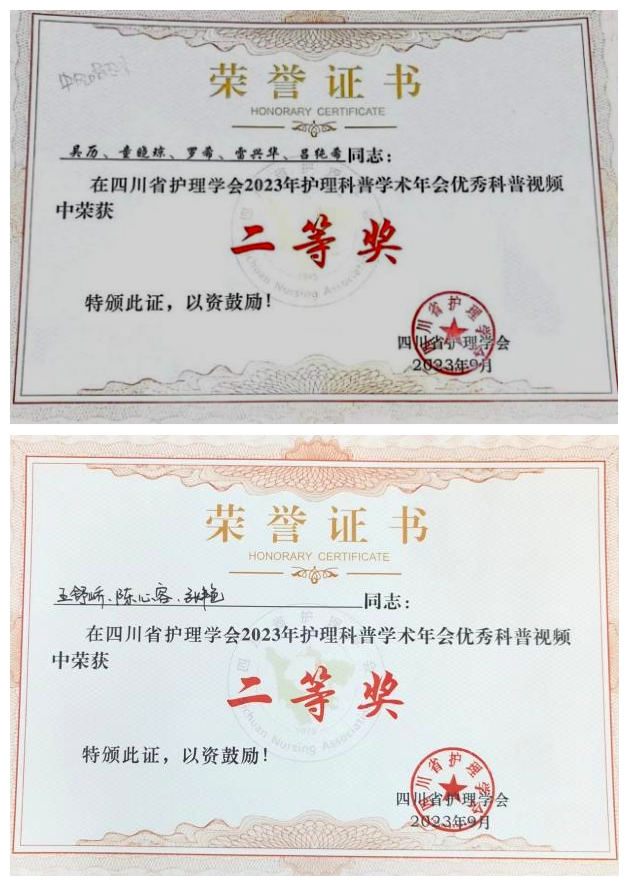 荣誉证书
HONORARY CERTIFICATE
吴历、童晓琼、罗希、雷兴华、吕纯希同志：
在四川省护理学会2023年护理科普学术年会优秀科普视频
中荣获
二等奖
特颁此证，以资鼓励！
四川省护理学会
2023年9月
荣誉证书
HONORARY CERTIFICATE
王舒娇、陈心容、同志：
在四川省护理学会2023年护理科普学术年会优秀科普视频
中荣获
二等奖
特颁此证，以资鼓励！
四川省护理学会
2023年9月